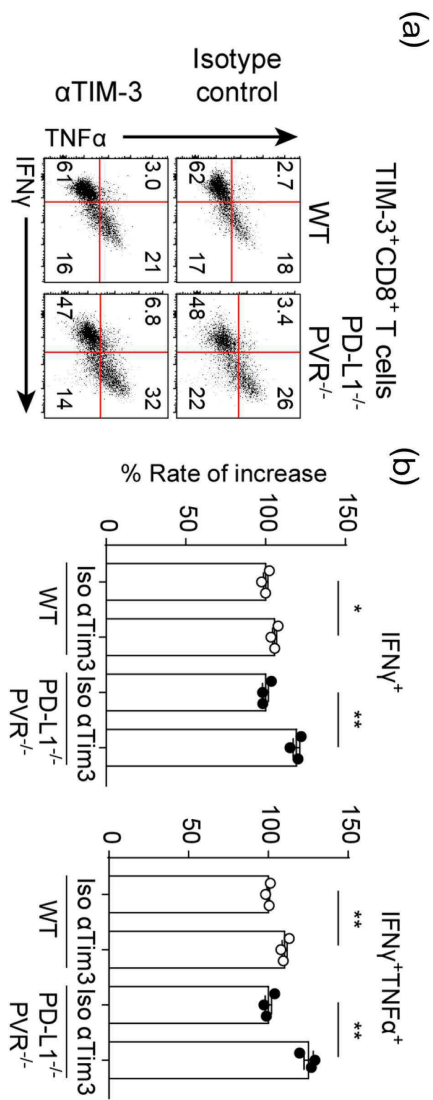 (a)
TIM-3⁺CD8⁺ T cells
WT
PD-L1⁻/⁻
PVR⁻/⁻
Isotype
control
2.7
18
62
17
3.4
26
48
22
αTIM-3
3.0
21
61
16
6.8
32
47
14
TNFα
IFNγ
(b)
IFNγ⁺
% Rate of increase
150
100
50
0
*
**
Iso αTim3 Iso αTim3
WT
PD-L1⁻/⁻
PVR⁻/⁻
IFNγ⁺TNFα⁺
150
100
50
0
**
**
Iso αTim3 Iso αTim3
WT
PD-L1⁻/⁻
PVR⁻/⁻